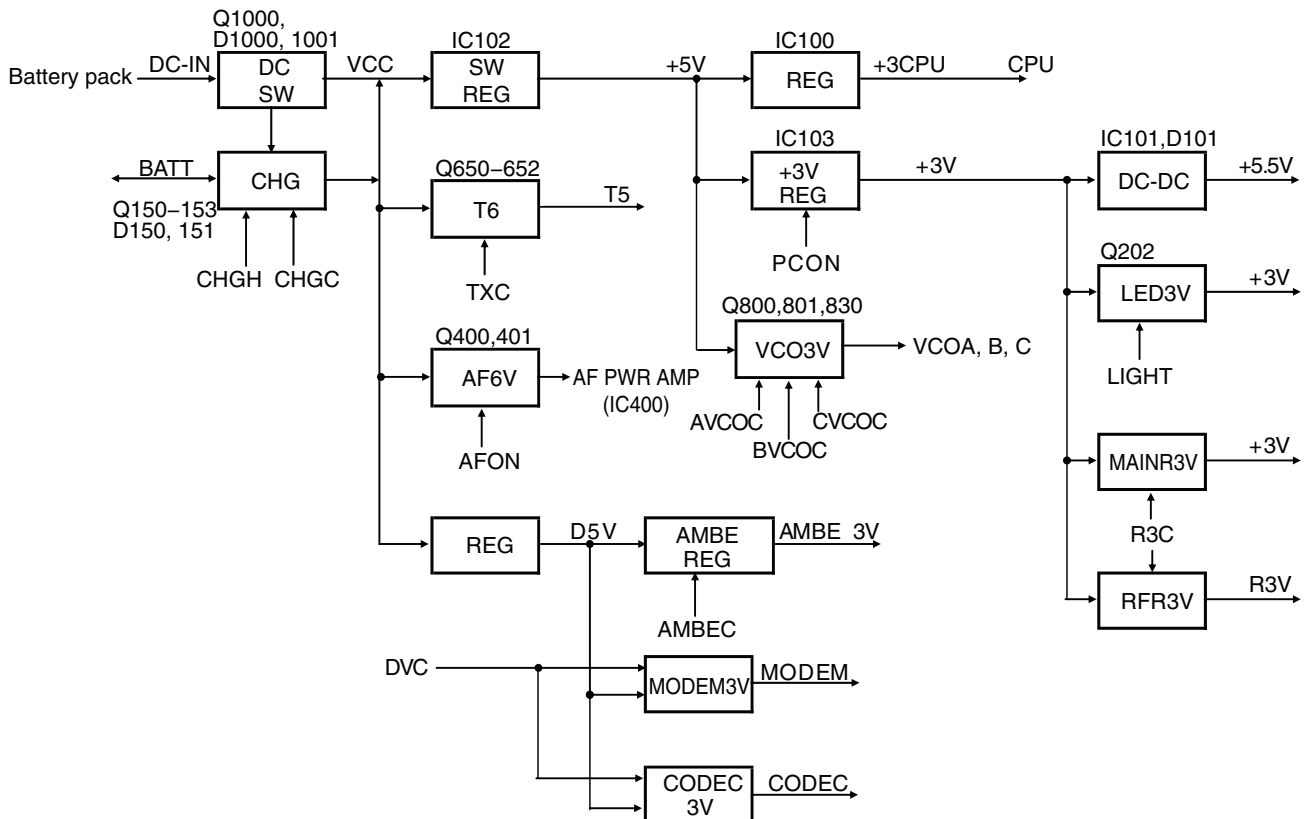 Q1000,
D1000, 1001
Battery pack
DC-IN
DC
SW
VCC
IC102
SW
REG
+5V
IC100
REG
+3CPU
CPU
BATT
CHG
Q150–153
D150, 151
CHGH
CHGC
Q650–652
T6
T5
TXC
IC103
+3V
REG
+3V
PCON
IC101,D101
DC-DC
+5.5V
Q202
LED3V
+3V
LIGHT
Q400,401
AF6V
AF PWR AMP
(IC400)
AFON
Q800,801,830
VCO3V
VCOA, B, C
AVCOC
BVCOC
CVCOC
MAINR3V
+3V
R3C
RFR3V
R3V
REG
D5V
AMBE
REG
AMBE 3V
AMBEC
DVC
MODEM3V
MODEM
CODEC
3V
CODEC